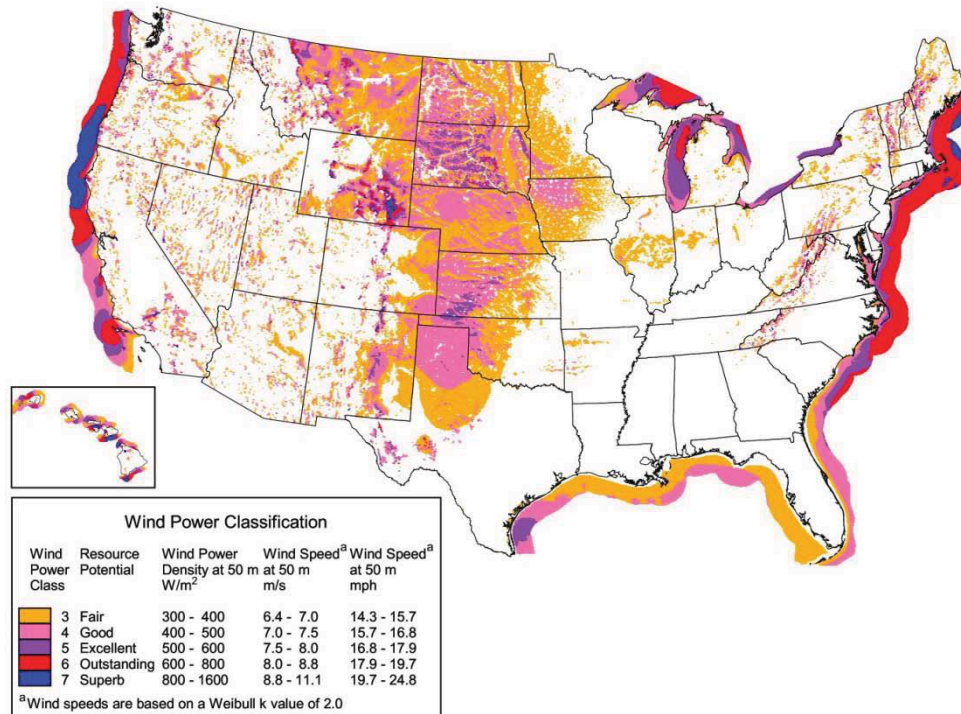 Wind Power Classification
Wind Power Class Resource Potential Wind Power Density at 50 m W/m² Wind Speedᵃ at 50 m m/s Wind Speedᵃ at 50 m mph
3 Fair 300 - 400 6.4 - 7.0 14.3 - 15.7
4 Good 400 - 500 7.0 - 7.5 15.7 - 16.8
5 Excellent 500 - 600 7.5 - 8.0 16.8 - 17.9
6 Outstanding 600 - 800 8.0 - 8.8 17.9 - 19.7
7 Superb 800 - 1600 8.8 - 11.1 19.7 - 24.8
ᵃWind speeds are based on a Weibull k value of 2.0